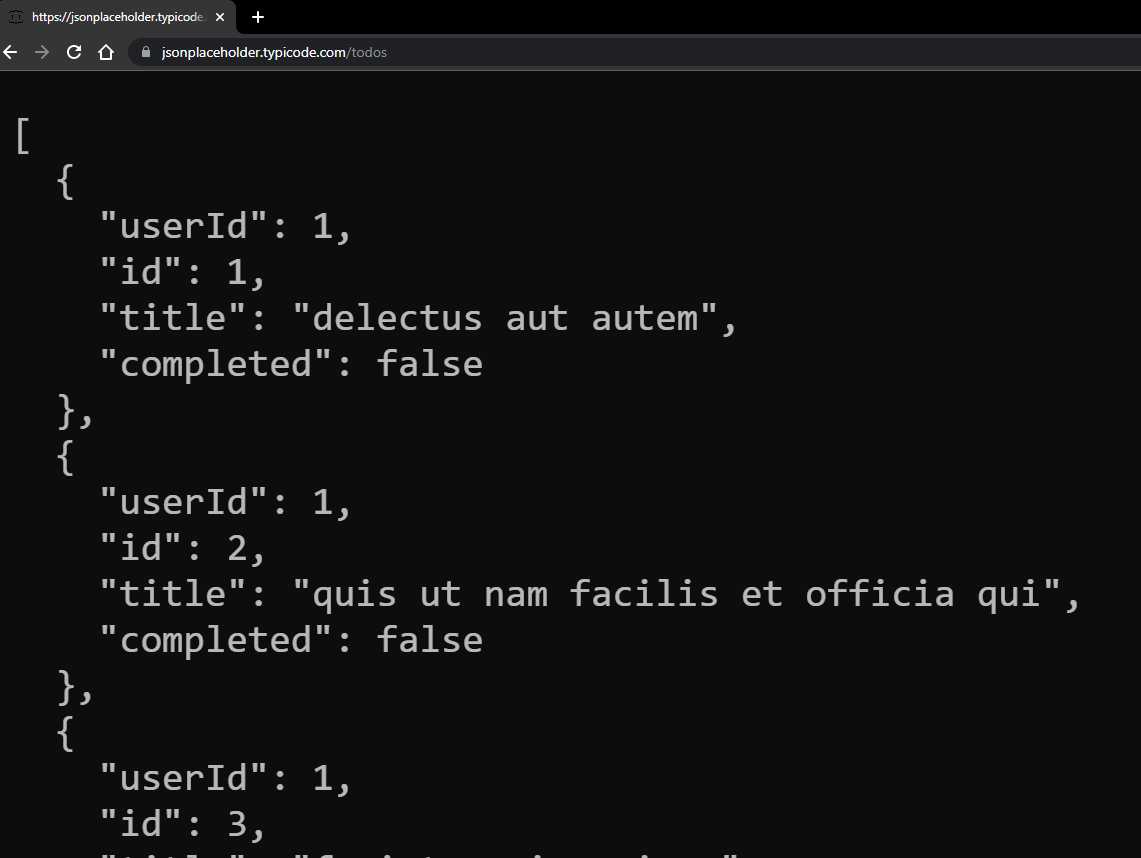 https://jsonplaceholder.typicode.
jsonplaceholder.typicode.com/todos
[
{
"userId": 1,
"id": 1,
"title": "delectus aut autem",
"completed": false
},
{
"userId": 1,
"id": 2,
"title": "quis ut nam facilis et officia qui",
"completed": false
},
{
"userId": 1,
"id": 3,